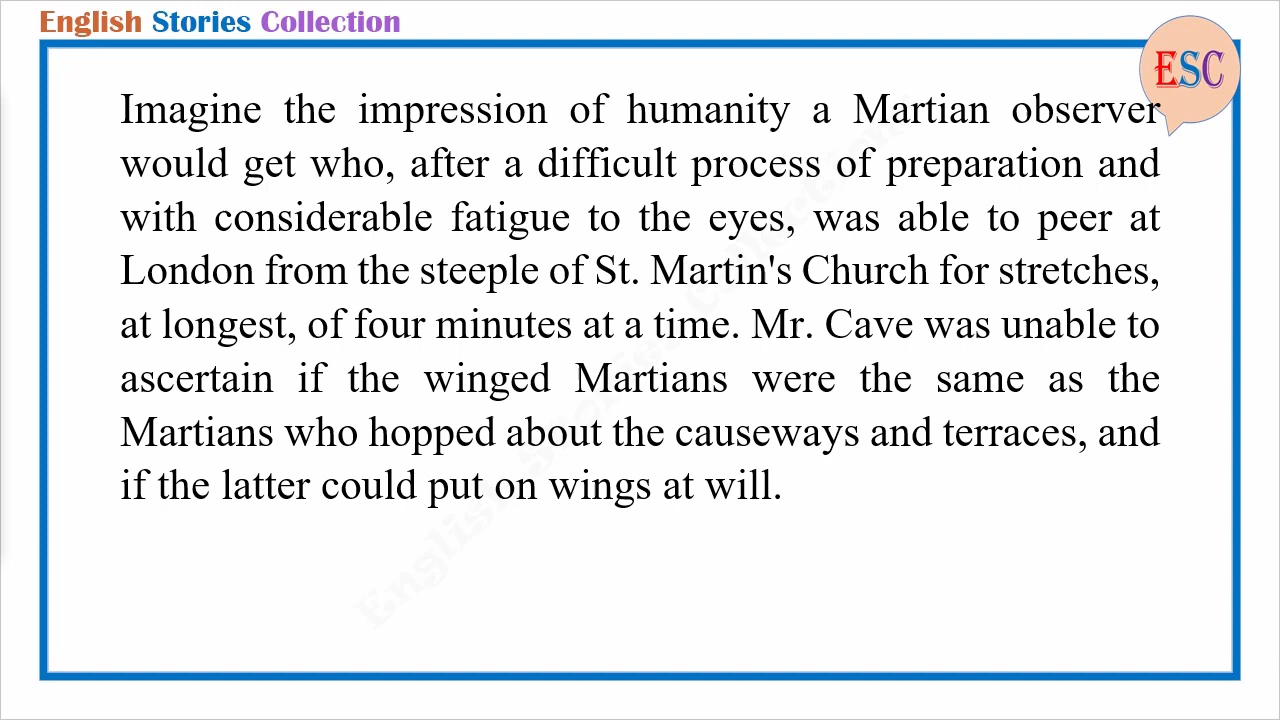 English Stories Collection
ESC
Imagine the impression of humanity a Martian observer
would get who, after a difficult process of preparation and
with considerable fatigue to the eyes, was able to peer at
London from the steeple of St. Martin's Church for stretches,
at longest, of four minutes at a time. Mr. Cave was unable to
ascertain if the winged Martians were the same as the
Martians who hopped about the causeways and terraces, and
if the latter could put on wings at will.